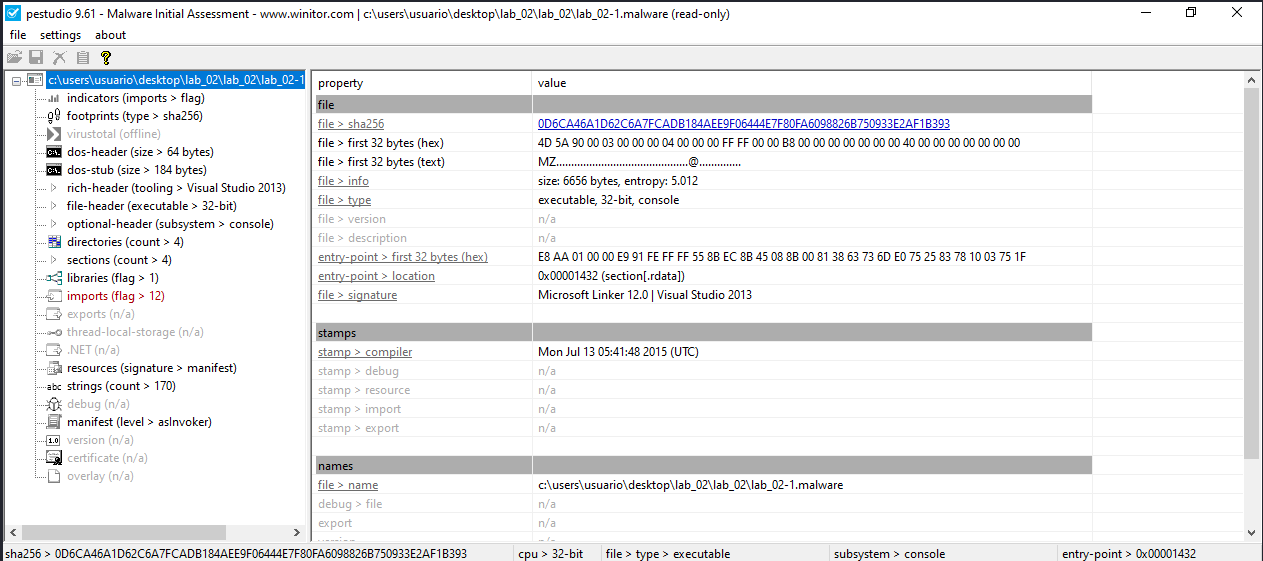 pestudio 9.61 - Malware Initial Assessment - www.winitor.com | c:\users\usuario\desktop\lab_02\lab_02\lab_02-1.malware (read-only)
file settings about
c:\users\usuario\desktop\lab_02\lab_02\lab_02-1
indicators (imports > flag)
footprints (type > sha256)
virustotal (offline)
dos-header (size > 64 bytes)
dos-stub (size > 184 bytes)
rich-header (tooling > Visual Studio 2013)
file-header (executable > 32-bit)
optional-header (subsystem > console)
directories (count > 4)
sections (count > 4)
libraries (flag > 1)
imports (flag > 12)
exports (n/a)
thread-local-storage (n/a)
.NET (n/a)
resources (signature > manifest)
abc strings (count > 170)
debug (n/a)
manifest (level > asInvoker)
1.0 version (n/a)
certificate (n/a)
overlay (n/a)
property value
file
file > sha256 0D6CA46A1D62C6A7FCADB184AEE9F06444E7F80FA6098826B750933E2AF1B393
file > first 32 bytes (hex) 4D 5A 90 00 03 00 00 00 04 00 00 00 FF FF 00 00 B8 00 00 00 00 00 00 00 40 00 00 00 00 00 00 00
file > first 32 bytes (text) MZ..............................................@..............
file > info size: 6656 bytes, entropy: 5.012
file > type executable, 32-bit, console
file > version n/a
file > description n/a
entry-point > first 32 bytes (hex) E8 AA 01 00 00 E9 91 FE FF FF 55 8B EC 8B 45 08 8B 00 81 38 63 73 6D E0 75 25 83 78 10 03 75 1F
entry-point > location 0x00001432 (section[.rdata])
file > signature Microsoft Linker 12.0 | Visual Studio 2013
stamps
stamp > compiler Mon Jul 13 05:41:48 2015 (UTC)
stamp > debug n/a
stamp > resource n/a
stamp > import n/a
stamp > export n/a
names
file > name c:\users\usuario\desktop\lab_02\lab_02\lab_02-1.malware
debug > file n/a
export n/a
sha256 > 0D6CA46A1D62C6A7FCADB184AEE9F06444E7F80FA6098826B750933E2AF1B393 cpu > 32-bit file > type > executable subsystem > console entry-point > 0x00001432